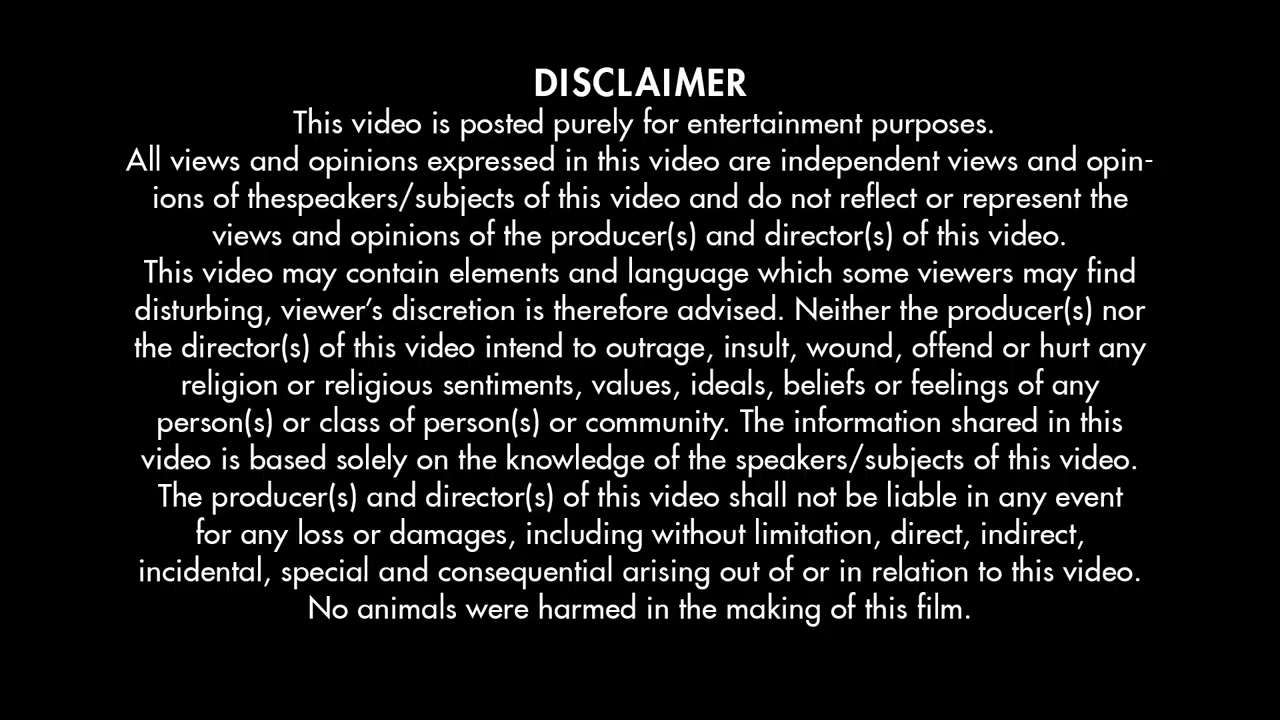 DISCLAIMER
This video is posted purely for entertainment purposes.
All views and opinions expressed in this video are independent views and opin-
ions of thespeakers/subjects of this video and do not reflect or represent the
views and opinions of the producer(s) and director(s) of this video.
This video may contain elements and language which some viewers may find
disturbing, viewer’s discretion is therefore advised. Neither the producer(s) nor
the director(s) of this video intend to outrage, insult, wound, offend or hurt any
religion or religious sentiments, values, ideals, beliefs or feelings of any
person(s) or class of person(s) or community. The information shared in this
video is based solely on the knowledge of the speakers/subjects of this video.
The producer(s) and director(s) of this video shall not be liable in any event
for any loss or damages, including without limitation, direct, indirect,
incidental, special and consequential arising out of or in relation to this video.
No animals were harmed in the making of this film.